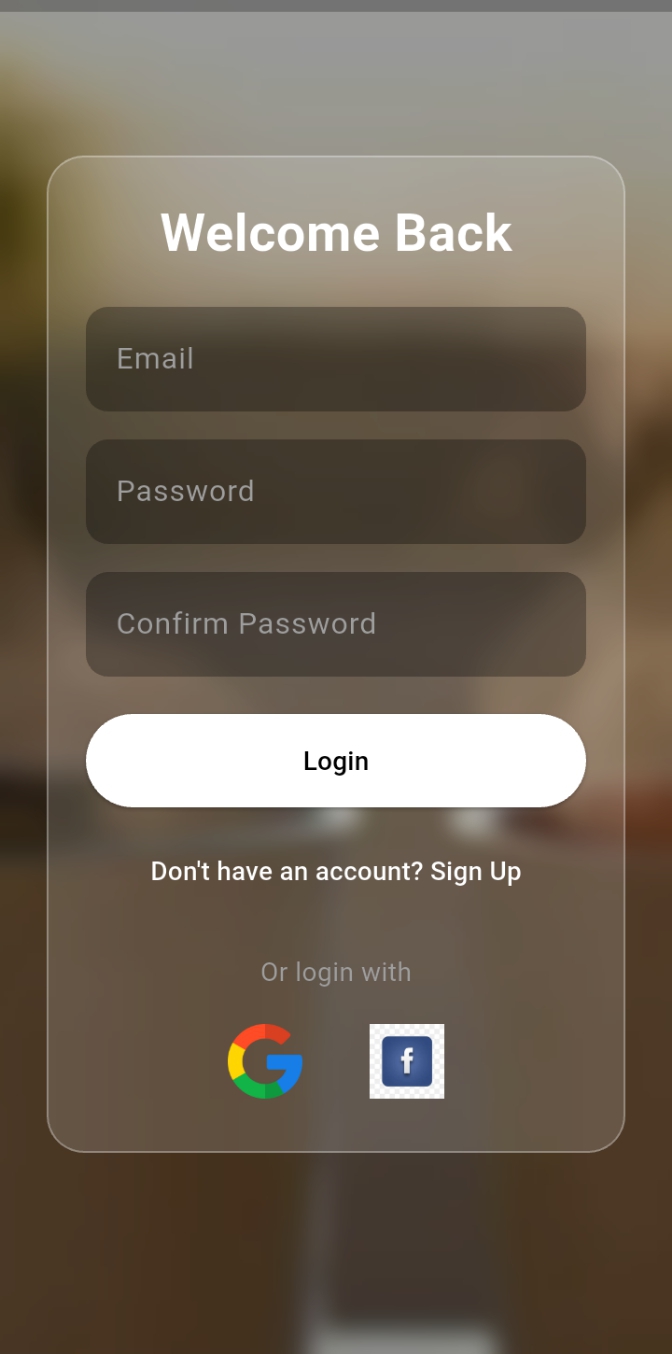 Welcome Back
Email
Password
Confirm Password
Login
Don't have an account? Sign Up
Or login with
G
f